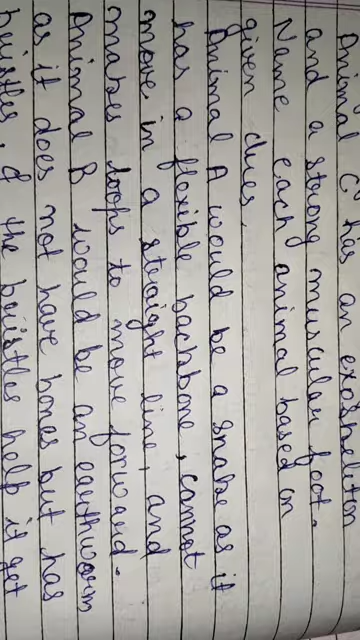 Animal 'C' has an exoskeleton
and a strong muscular foot.
Name each animal based on
given clues.
Animal A would be a snake as it
has a flexible backbone, cannot
move in a straight line, and
makes loops to move forward.
Animal B would be an earthworm
as it does not have bones but has
bristles, & the bristles help it get